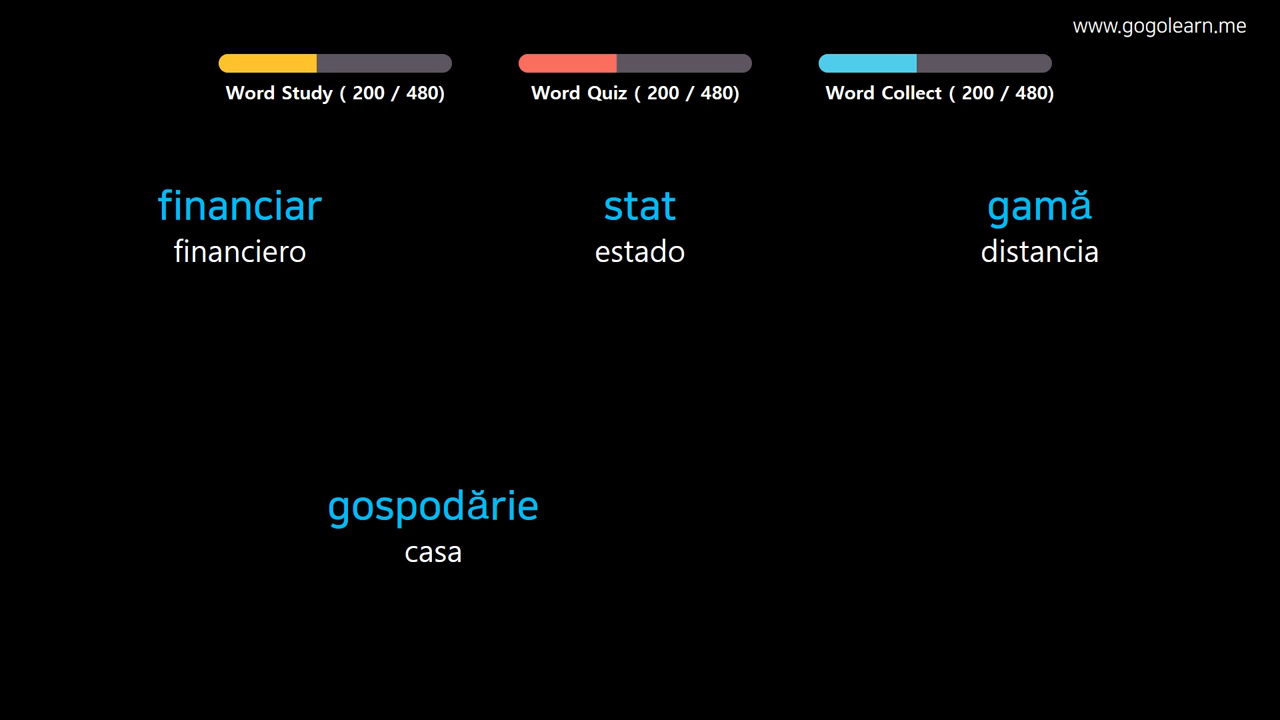 www.gogolearn.me
Word Study ( 200 / 480)
Word Quiz ( 200 / 480)
Word Collect ( 200 / 480)
financiar
financiero
stat
estado
gamă
distancia
gospodărie
casa